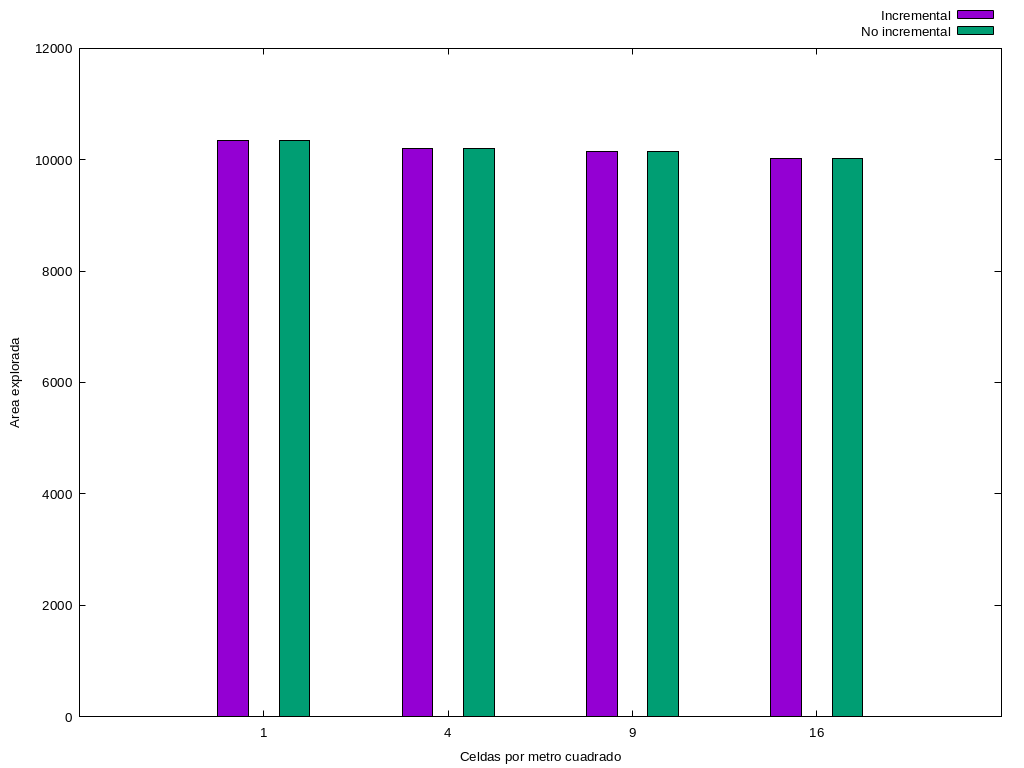 Incremental
No incremental
12000
10000
8000
6000
4000
2000
0
Area explorada
1 4 9 16
Celdas por metro cuadrado